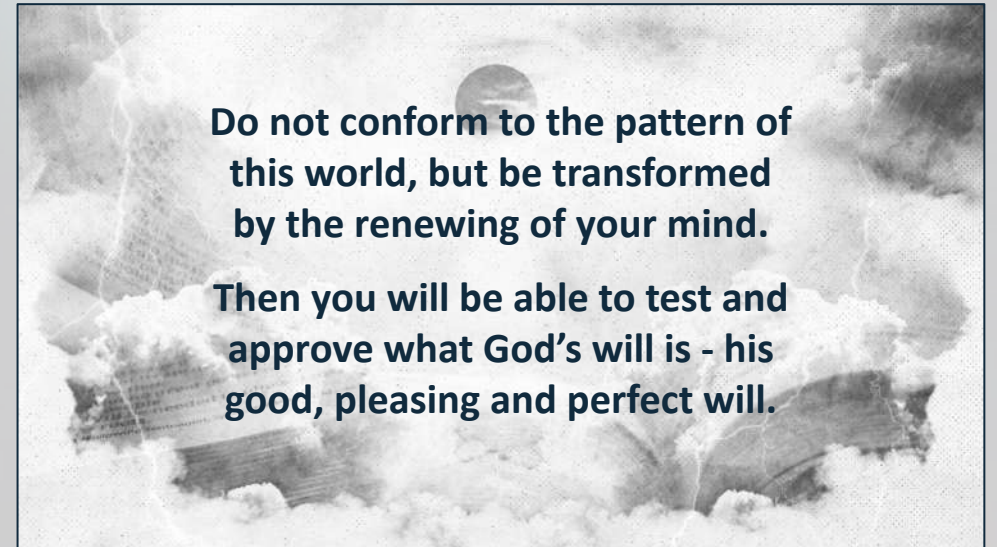 Do not conform to the pattern of
this world, but be transformed
by the renewing of your mind.
Then you will be able to test and
approve what God’s will is - his
good, pleasing and perfect will.